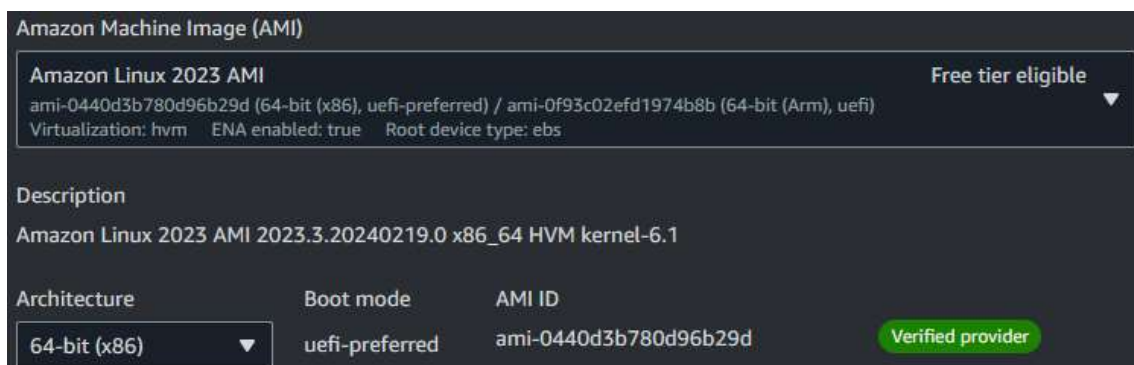 Amazon Machine Image (AMI)
Amazon Linux 2023 AMI Free tier eligible
ami-0440d3b780d96b29d (64-bit (x86), uefi-preferred) / ami-0f93c02efd1974b8b (64-bit (Arm), uefi)
Virtualization: hvm ENA enabled: true Root device type: ebs
Description
Amazon Linux 2023 AMI 2023.3.20240219.0 x86_64 HVM kernel-6.1
Architecture Boot mode AMI ID
64-bit (x86) uefi-preferred ami-0440d3b780d96b29d Verified provider